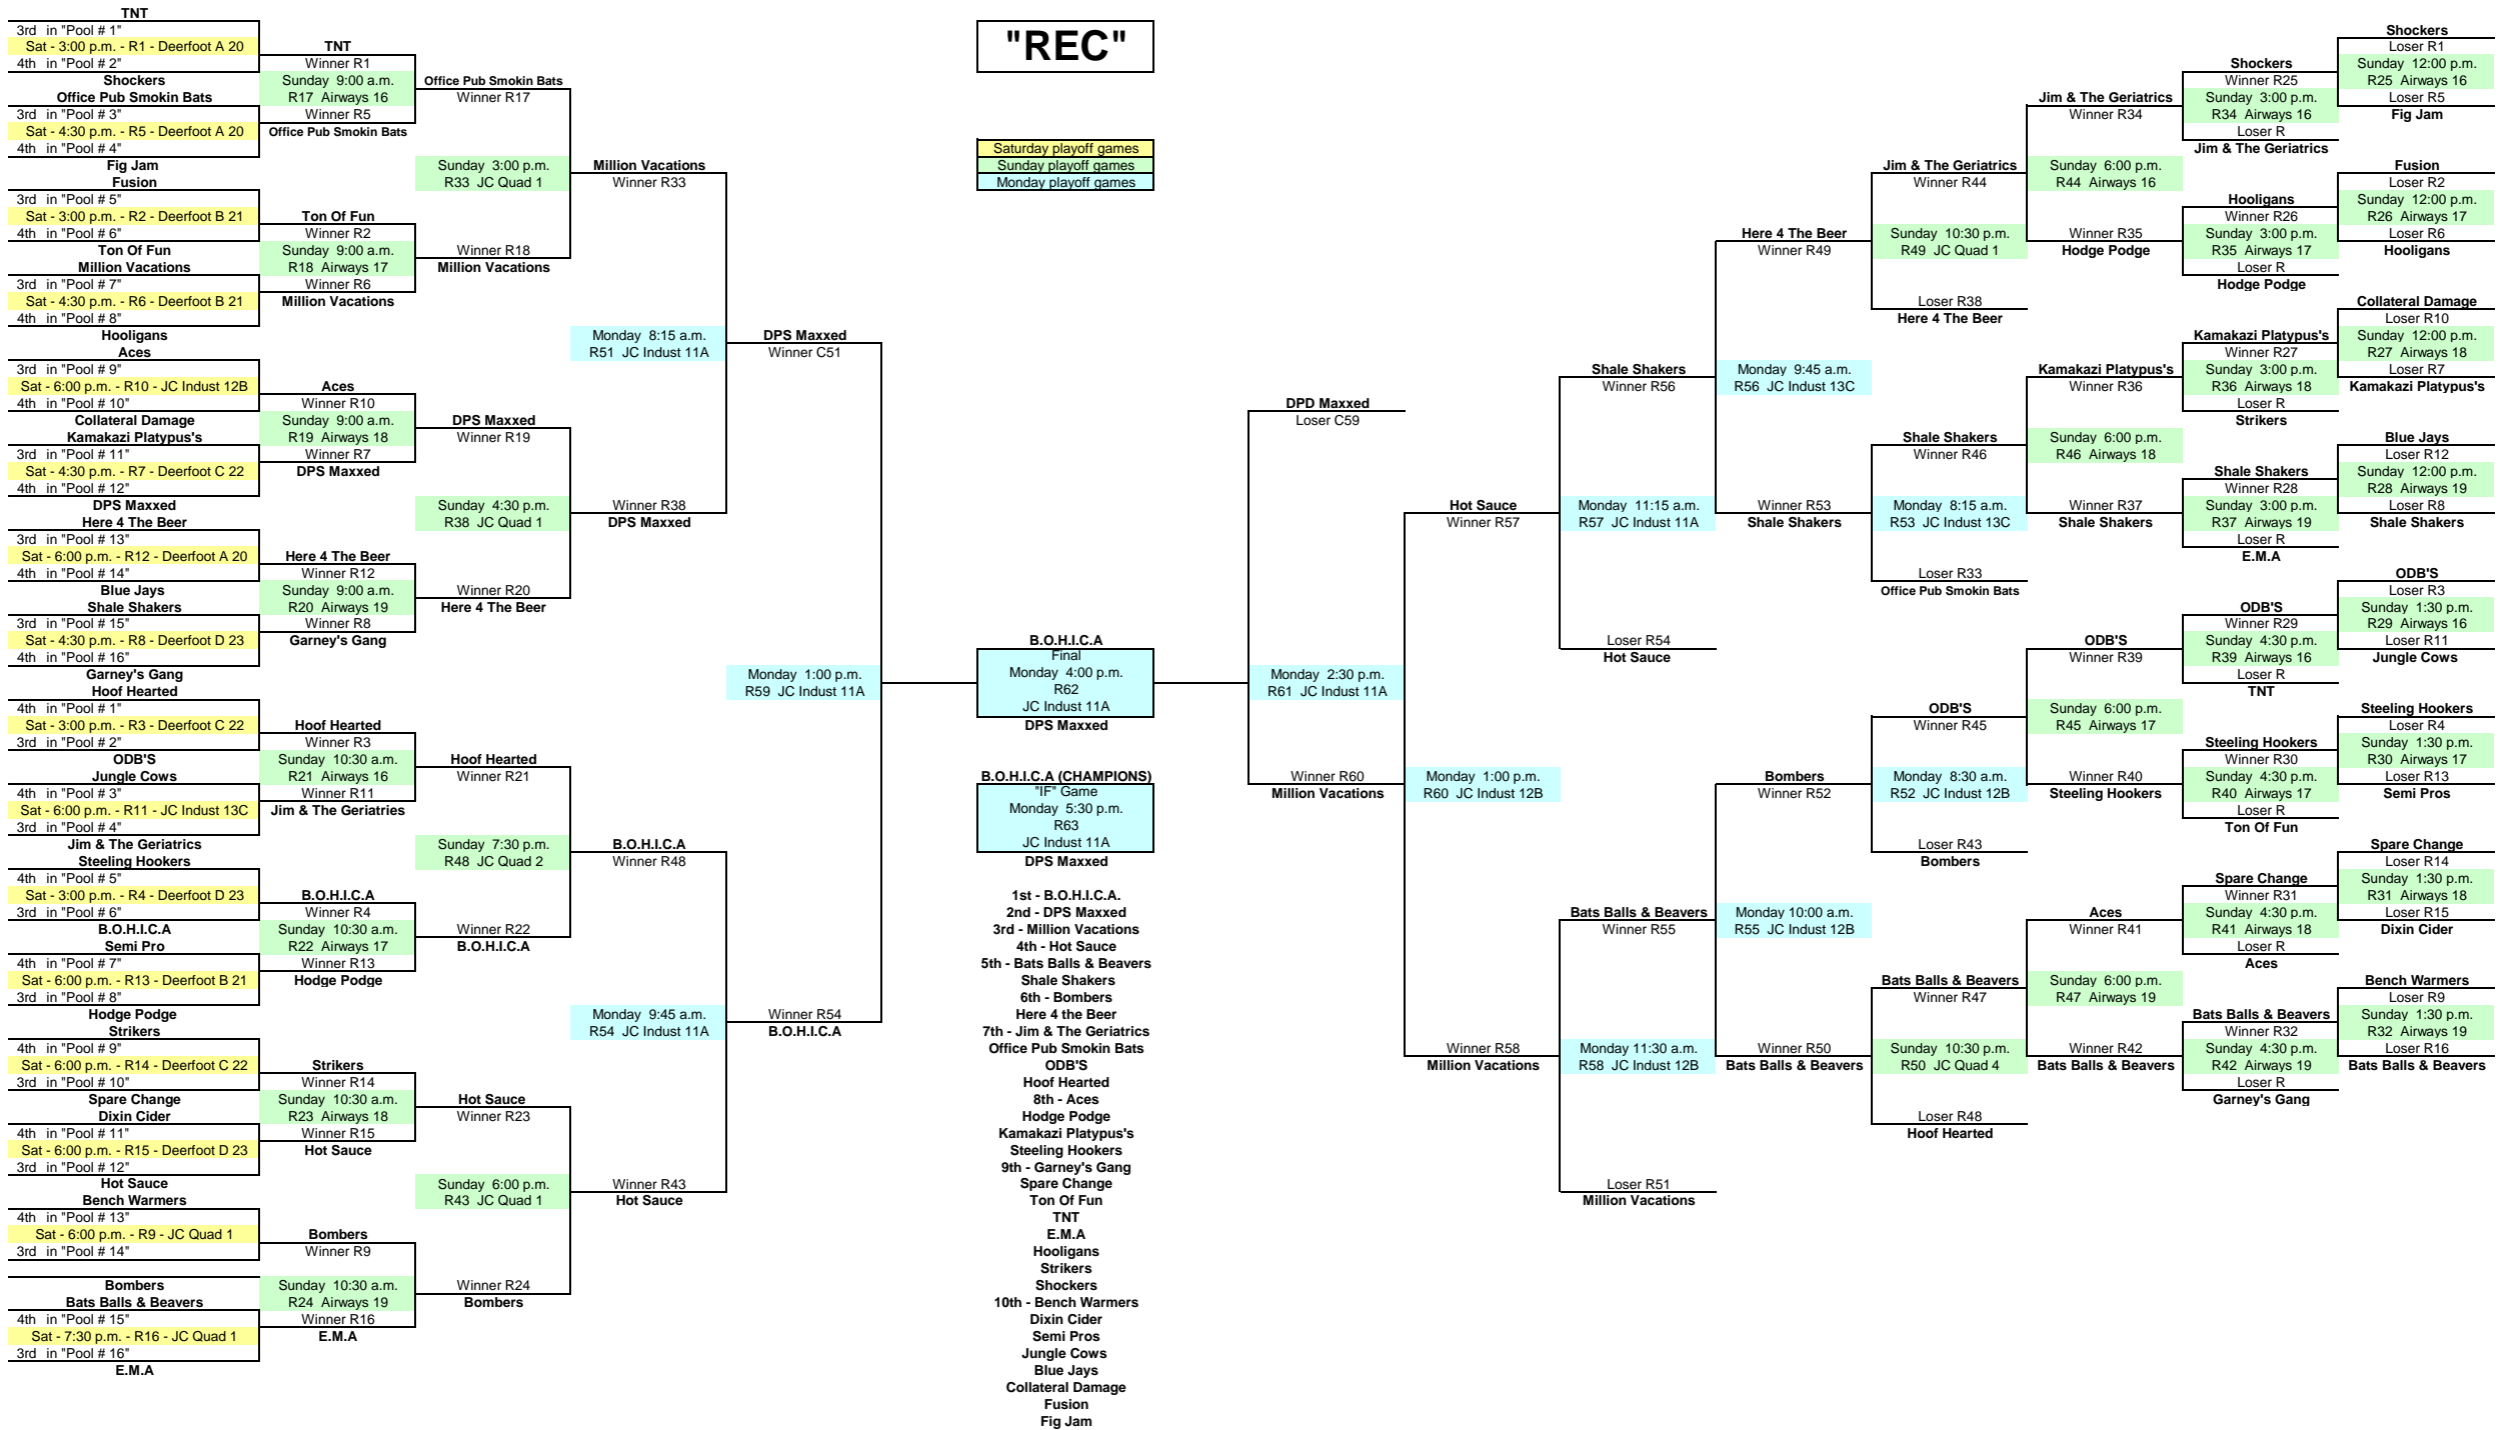 TNT
3rd in "Pool # 1"
Sat - 3:00 p.m. - R1 - Deerfoot A 20
4th in "Pool # 2"
Shockers
Office Pub Smokin Bats
3rd in "Pool # 3"
Sat - 4:30 p.m. - R5 - Deerfoot A 20
4th in "Pool # 4"
Fig Jam
Fusion
3rd in "Pool # 5"
Sat - 3:00 p.m. - R2 - Deerfoot B 21
4th in "Pool # 6"
Ton Of Fun
Million Vacations
3rd in "Pool # 7"
Sat - 4:30 p.m. - R6 - Deerfoot B 21
4th in "Pool # 8"
Hooligans
Aces
3rd in "Pool # 9"
Sat - 6:00 p.m. - R10 - JC Indust 12B
4th in "Pool # 10"
Collateral Damage
Kamakazi Platypus's
3rd in "Pool # 11"
Sat - 4:30 p.m. - R7 - Deerfoot C 22
4th in "Pool # 12"
DPS Maxxed
Here 4 The Beer
3rd in "Pool # 13"
Sat - 6:00 p.m. - R12 - Deerfoot A 20
4th in "Pool # 14"
Blue Jays
Shale Shakers
3rd in "Pool # 15"
Sat - 4:30 p.m. - R8 - Deerfoot D 23
4th in "Pool # 16"
Garney's Gang
Hoof Hearted
4th in "Pool # 1"
Sat - 3:00 p.m. - R3 - Deerfoot C 22
3rd in "Pool # 2"
ODB'S
Jungle Cows
4th in "Pool # 3"
Sat - 6:00 p.m. - R11 - JC Indust 13C
3rd in "Pool # 4"
Jim & The Geriatrics
Steeling Hookers
4th in "Pool # 5"
Sat - 3:00 p.m. - R4 - Deerfoot D 23
3rd in "Pool # 6"
B.O.H.I.C.A
Semi Pro
4th in "Pool # 7"
Sat - 6:00 p.m. - R13 - Deerfoot B 21
3rd in "Pool # 8"
Hodge Podge
Strikers
4th in "Pool # 9"
Sat - 6:00 p.m. - R14 - Deerfoot C 22
3rd in "Pool # 10"
Spare Change
Dixin Cider
4th in "Pool # 11"
Sat - 6:00 p.m. - R15 - Deerfoot D 23
3rd in "Pool # 12"
Hot Sauce
Bench Warmers
4th in "Pool # 13"
Sat - 6:00 p.m. - R9 - JC Quad 1
3rd in "Pool # 14"
Bombers
Bats Balls & Beavers
4th in "Pool # 15"
Sat - 7:30 p.m. - R16 - JC Quad 1
3rd in "Pool # 16"
E.M.A
TNT
Winner R1
Sunday 9:00 a.m.
R17 Airways 16
Winner R5
Office Pub Smokin Bats
Ton Of Fun
Winner R2
Sunday 9:00 a.m.
R18 Airways 17
Winner R6
Million Vacations
Aces
Winner R10
Sunday 9:00 a.m.
R19 Airways 18
Winner R7
DPS Maxxed
Here 4 The Beer
Winner R12
Sunday 9:00 a.m.
R20 Airways 19
Winner R8
Garney's Gang
Hoof Hearted
Winner R3
Sunday 10:30 a.m.
R21 Airways 16
Winner R11
Jim & The Geriatries
B.O.H.I.C.A
Winner R4
Sunday 10:30 a.m.
R22 Airways 17
Winner R13
Hodge Podge
Strikers
Winner R14
Sunday 10:30 a.m.
R23 Airways 18
Winner R15
Hot Sauce
Bombers
Winner R9
Sunday 10:30 a.m.
R24 Airways 19
Winner R16
E.M.A
Office Pub Smokin Bats
Winner R17
Sunday 3:00 p.m.
R33 JC Quad 1
Winner R18
Million Vacations
DPS Maxxed
Winner R19
Sunday 4:30 p.m.
R38 JC Quad 1
Winner R20
Here 4 The Beer
Hoof Hearted
Winner R21
Sunday 7:30 p.m.
R48 JC Quad 2
Winner R22
B.O.H.I.C.A
Hot Sauce
Winner R23
Sunday 6:00 p.m.
R43 JC Quad 1
Winner R24
Bombers
Million Vacations
Winner R33
Monday 8:15 a.m.
R51 JC Indust 11A
Winner R38
DPS Maxxed
B.O.H.I.C.A
Winner R48
Monday 9:45 a.m.
R54 JC Indust 11A
Winner R43
Hot Sauce
DPS Maxxed
Winner C51
Monday 1:00 p.m.
R59 JC Indust 11A
Winner R54
B.O.H.I.C.A
"REC"
Saturday playoff games
Sunday playoff games
Monday playoff games
B.O.H.I.C.A
Final
Monday 4:00 p.m.
R62
JC Indust 11A
DPS Maxxed
B.O.H.I.C.A (CHAMPIONS)
"IF" Game
Monday 5:30 p.m.
R63
JC Indust 11A
DPS Maxxed
1st - B.O.H.I.C.A.
2nd - DPS Maxxed
3rd - Million Vacations
4th - Hot Sauce
5th - Bats Balls & Beavers
Shale Shakers
6th - Bombers
Here 4 the Beer
7th - Jim & The Geriatrics
Office Pub Smokin Bats
ODB'S
Hoof Hearted
8th - Aces
Hodge Podge
Kamakazi Platypus's
Steeling Hookers
9th - Garney's Gang
Spare Change
Ton Of Fun
TNT
E.M.A
Hooligans
Strikers
Shockers
10th - Bench Warmers
Dixin Cider
Semi Pros
Jungle Cows
Blue Jays
Collateral Damage
Fusion
Fig Jam
DPD Maxxed
Loser C59
Monday 2:30 p.m.
R61 JC Indust 11A
Winner R60
Million Vacations
Hot Sauce
Winner R57
Monday 1:00 p.m.
R60 JC Indust 12B
Winner R58
Million Vacations
Shale Shakers
Winner R56
Monday 11:15 a.m.
R57 JC Indust 11A
Loser R54
Hot Sauce
Bats Balls & Beavers
Winner R55
Monday 11:30 a.m.
R58 JC Indust 12B
Loser R51
Million Vacations
Here 4 The Beer
Winner R49
Monday 9:45 a.m.
R56 JC Indust 13C
Winner R53
Shale Shakers
Bombers
Winner R52
Monday 10:00 a.m.
R55 JC Indust 12B
Winner R50
Bats Balls & Beavers
Jim & The Geriatrics
Winner R44
Sunday 10:30 p.m.
R49 JC Quad 1
Loser R38
Here 4 The Beer
Shale Shakers
Winner R46
Monday 8:15 a.m.
R53 JC Indust 13C
Loser R33
Office Pub Smokin Bats
ODB'S
Winner R45
Monday 8:30 a.m.
R52 JC Indust 12B
Loser R43
Bombers
Bats Balls & Beavers
Winner R47
Sunday 10:30 p.m.
R50 JC Quad 4
Loser R48
Hoof Hearted
Jim & The Geriatrics
Winner R34
Sunday 6:00 p.m.
R44 Airways 16
Winner R35
Hodge Podge
Kamakazi Platypus's
Winner R36
Sunday 6:00 p.m.
R46 Airways 18
Winner R37
Shale Shakers
ODB'S
Winner R39
Sunday 6:00 p.m.
R45 Airways 17
Winner R40
Steeling Hookers
Aces
Winner R41
Sunday 6:00 p.m.
R47 Airways 19
Winner R42
Bats Balls & Beavers
Shockers
Winner R25
Sunday 3:00 p.m.
R34 Airways 16
Loser R
Jim & The Geriatrics
Hooligans
Winner R26
Sunday 3:00 p.m.
R35 Airways 17
Loser R
Hodge Podge
Kamakazi Platypus's
Winner R27
Sunday 3:00 p.m.
R36 Airways 18
Loser R
Strikers
Shale Shakers
Winner R28
Sunday 3:00 p.m.
R37 Airways 19
Loser R
E.M.A
ODB'S
Winner R29
Sunday 4:30 p.m.
R39 Airways 16
Loser R
TNT
Steeling Hookers
Winner R30
Sunday 4:30 p.m.
R40 Airways 17
Loser R
Ton Of Fun
Spare Change
Winner R31
Sunday 4:30 p.m.
R41 Airways 18
Loser R
Aces
Bats Balls & Beavers
Winner R32
Sunday 4:30 p.m.
R42 Airways 19
Loser R
Garney's Gang
Shockers
Loser R1
Sunday 12:00 p.m.
R25 Airways 16
Loser R5
Fig Jam
Fusion
Loser R2
Sunday 12:00 p.m.
R26 Airways 17
Loser R6
Hooligans
Collateral Damage
Loser R10
Sunday 12:00 p.m.
R27 Airways 18
Loser R7
Kamakazi Platypus's
Blue Jays
Loser R12
Sunday 12:00 p.m.
R28 Airways 19
Loser R8
Shale Shakers
ODB'S
Loser R3
Sunday 1:30 p.m.
R29 Airways 16
Loser R11
Jungle Cows
Steeling Hookers
Loser R4
Sunday 1:30 p.m.
R30 Airways 17
Loser R13
Semi Pros
Spare Change
Loser R14
Sunday 1:30 p.m.
R31 Airways 18
Loser R15
Dixin Cider
Bench Warmers
Loser R9
Sunday 1:30 p.m.
R32 Airways 19
Loser R16
Bats Balls & Beavers